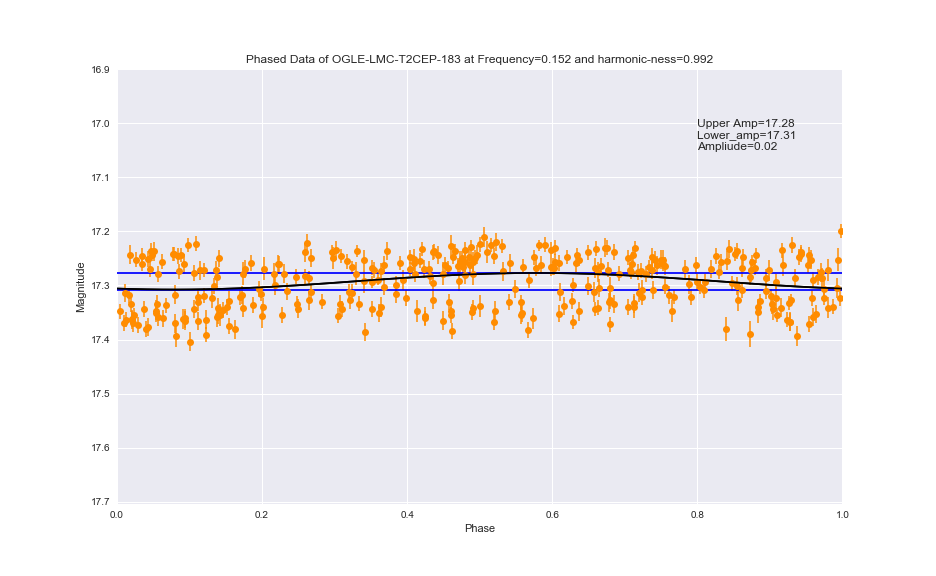 Phased Data of OGLE-LMC-T2CEP-183 at Frequency=0.152 and harmonic-ness=0.992
16.9
17.0
17.1
17.2
17.3
17.4
17.5
17.6
17.7
Magnitude
Upper Amp=17.28
Lower_amp=17.31
Ampliude=0.02
0.0 0.2 0.4 0.6 0.8 1.0
Phase